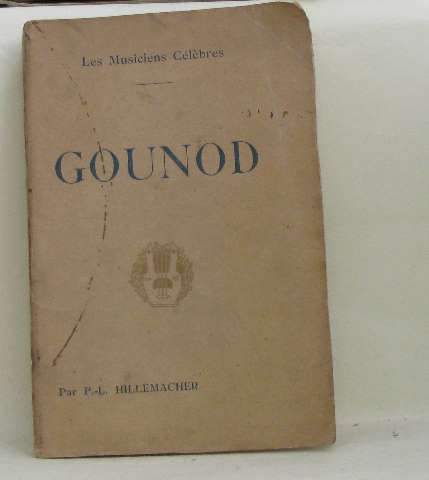 Les Musiciens Célèbres
GOUNOD
Par P.-L. HILLEMACHER